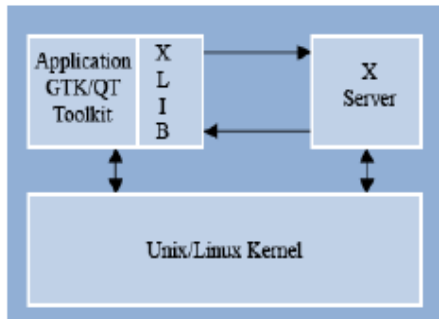 Application
GTK/QT
Toolkit
X
L
I
B
X
Server
Unix/Linux Kernel